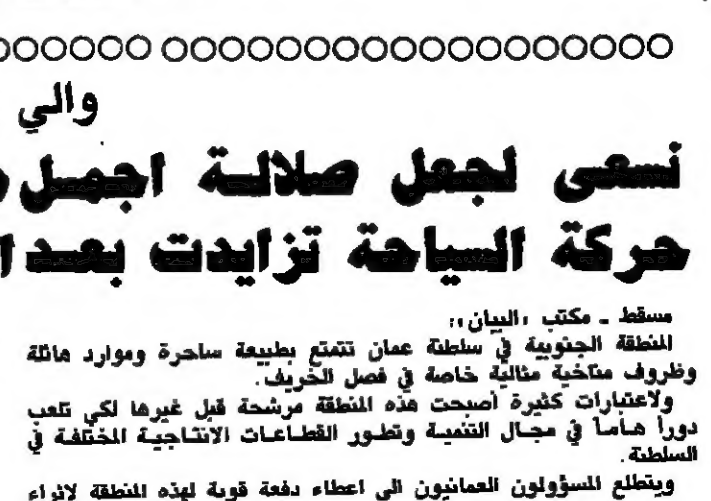 والي
نسعى لجعل صلالة اجمل
حركة السياحة تزايدت بعد
مسقط - مكتب «البيان»:
المنطقة الجنوبية في سلطنة عمان تتمتع بطبيعة ساحرة وموارد هائلة
وظروف مناخية مثالية خاصة في فصل الخريف.
ولاعتبارات كثيرة أصبحت هذه المنطقة مرشحة قبل غيرها لكي تلعب
دوراً هاماً في مجال التنمية وتطور القطاعات الانتاجية المختلفة في
السلطنة.
ويتطلع المسؤولون العمانيون الى اعطاء دفعة قوية لهذه المنطقة لاثراء